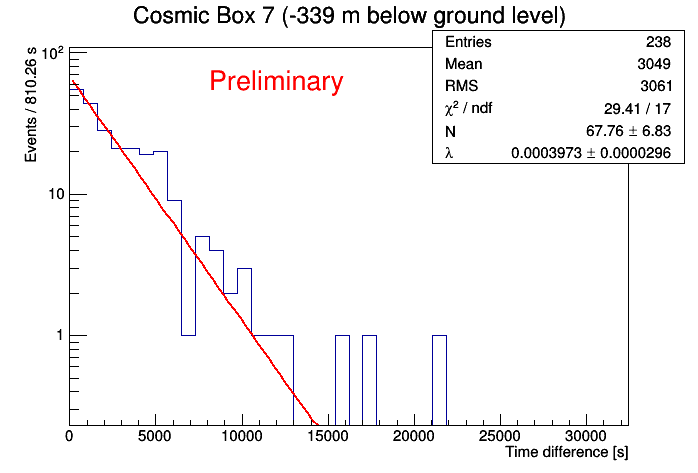 Cosmic Box 7 (-339 m below ground level)
Entries 238
Mean 3049
RMS 3061
χ² / ndf 29.41 / 17
N 67.76 ± 6.83
λ 0.0003973 ± 0.0000296
Preliminary
Events / 810.26 s
10²
10
1
0 5000 10000 15000 20000 25000 30000
Time difference [s]